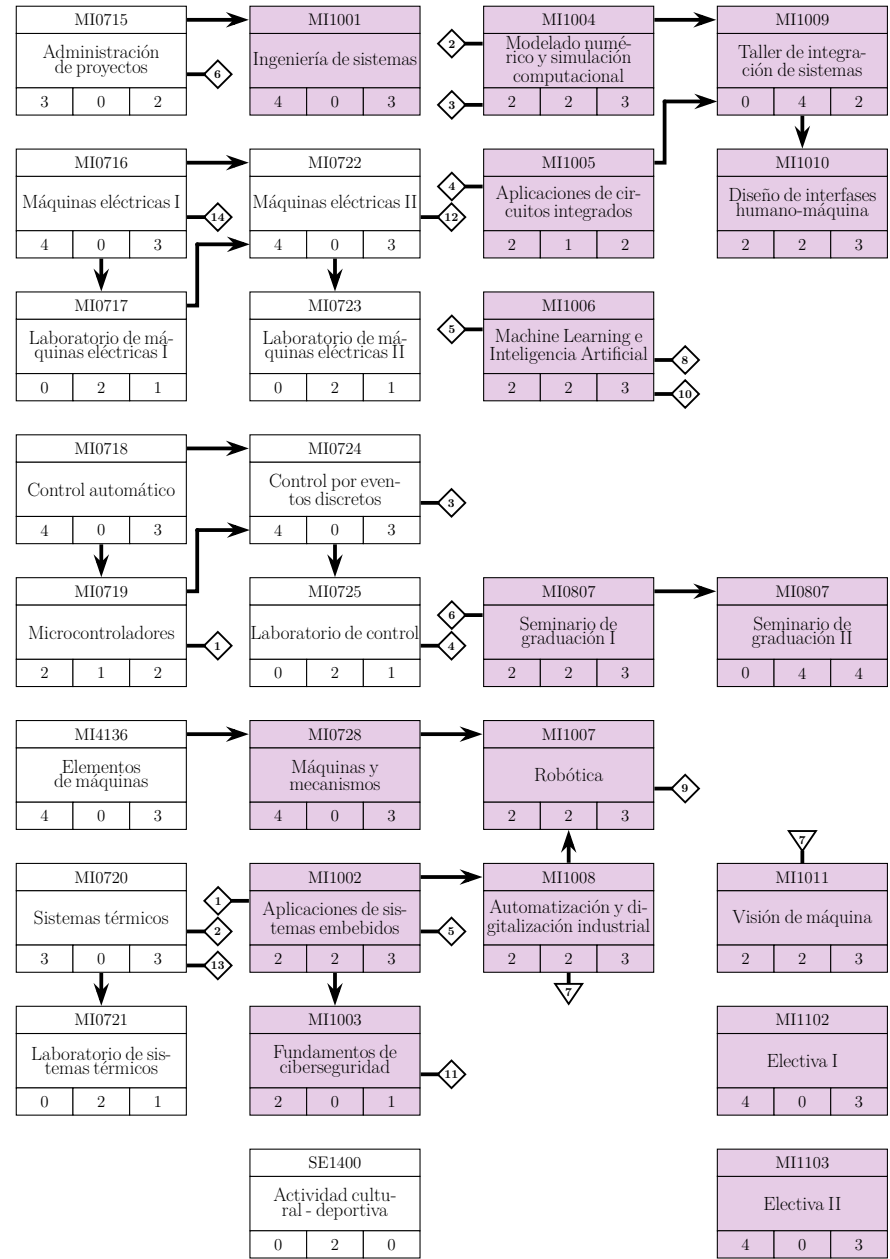 MI0715
Administración
de proyectos
6
3 0 2
MI1001
Ingeniería de sistemas
4 0 3
MI1004
2
Modelado numé-
rico y simulación
computacional
3
2 2 3
MI1009
Taller de integra-
ción de sistemas
0 4 2
MI0716
Máquinas eléctricas I
14
4 0 3
MI0722
Máquinas eléctricas II
12
4 0 3
MI1005
4
Aplicaciones de cir-
cuitos integrados
2 1 2
MI1010
Diseño de interfases
humano-máquina
2 2 3
MI0717
Laboratorio de má-
quinas eléctricas I
0 2 1
MI0723
Laboratorio de má-
quinas eléctricas II
0 2 1
MI1006
5
Machine Learning e
Inteligencia Artificial
8
2 2 3
10
MI0718
Control automático
4 0 3
MI0724
Control por even-
tos discretos
3
4 0 3
MI0719
Microcontroladores
1
2 1 2
MI0725
Laboratorio de control
4
0 2 1
MI0807
6
Seminario de
graduación I
2 2 3
MI0807
Seminario de
graduación II
0 4 4
MI4136
Elementos
de máquinas
4 0 3
MI0728
Máquinas y
mecanismos
4 0 3
MI1007
Robótica
9
2 2 3
MI0720
Sistemas térmicos
2
3 0 3
13
MI1002
1
Aplicaciones de sis-
temas embebidos
5
2 2 3
MI1008
Automatización y di-
gitalización industrial
2 2 3
7
7
MI1011
Visión de máquina
2 2 3
MI0721
Laboratorio de sis-
temas térmicos
0 2 1
MI1003
Fundamentos de
ciberseguridad
11
2 0 1
MI1102
Electiva I
4 0 3
SE1400
Actividad cultu-
ral - deportiva
0 2 0
MI1103
Electiva II
4 0 3